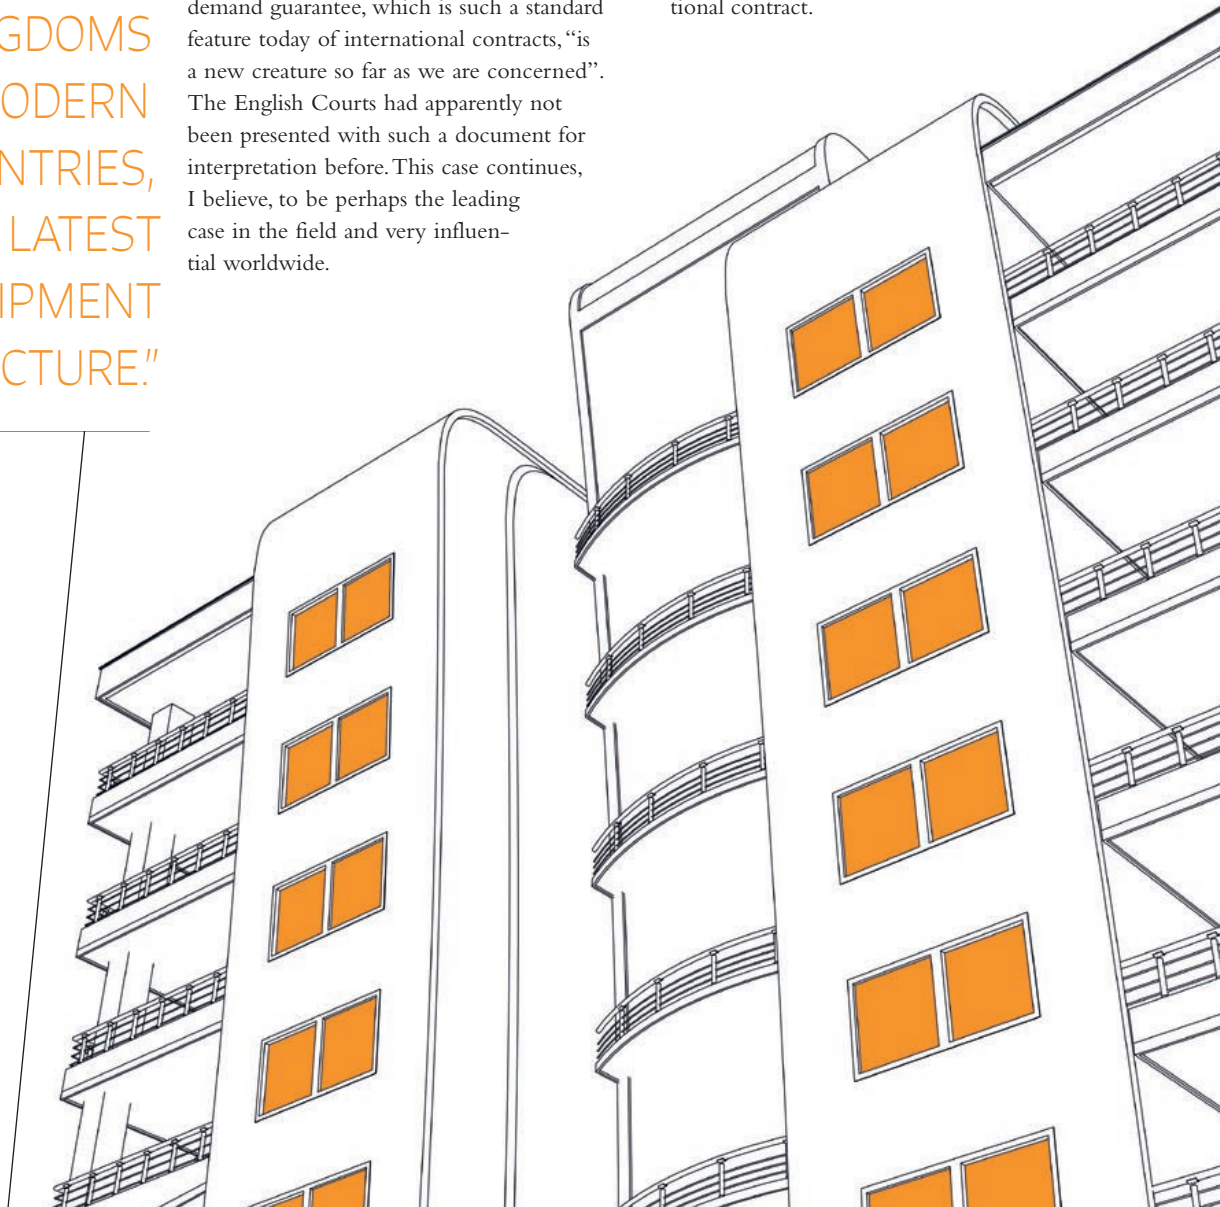 GDOMS
ODERN
NTRIES,
LATEST
IPMENT
CTURE.”
demand guarantee, which is such a standard
feature today of international contracts, “is
a new creature so far as we are concerned”.
The English Courts had apparently not
been presented with such a document for
interpretation before. This case continues,
I believe, to be perhaps the leading
case in the field and very influen-
tial worldwide.
tional contract.